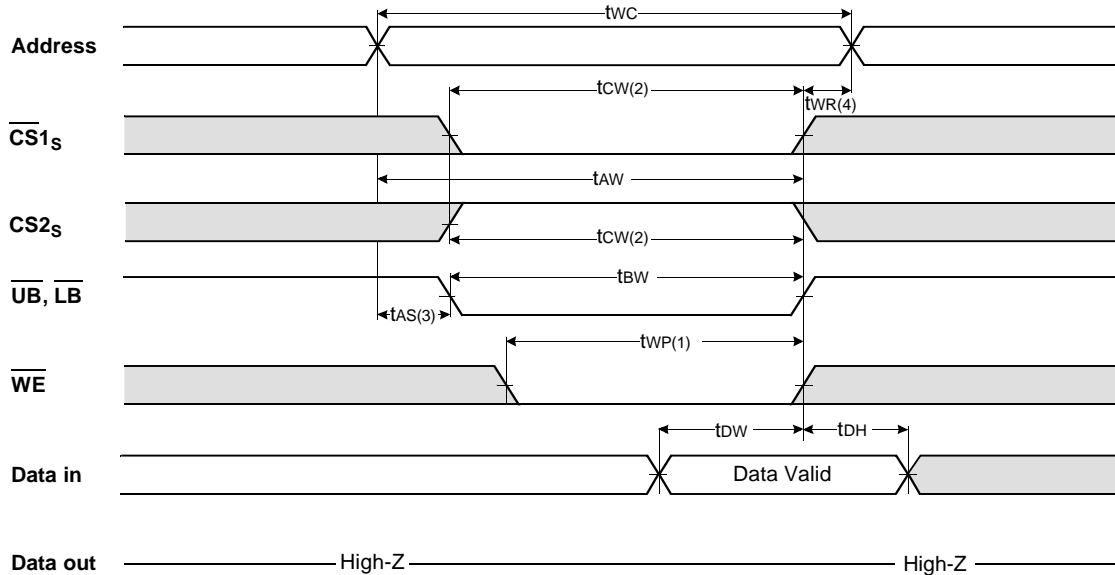 tWC
Address
tCW(2)
tWR(4)
CS1S
tAW
CS2S
tCW(2)
tBW
UB, LB
tAS(3)
tWP(1)
WE
tDW
tDH
Data in
Data Valid
Data out
High-Z
High-Z